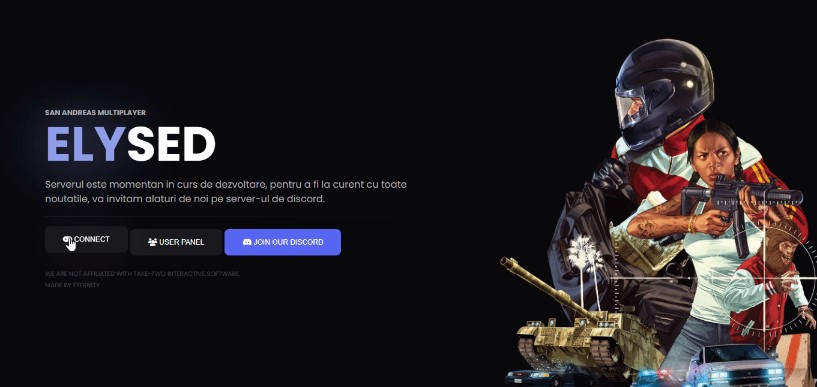 SAN ANDREAS MULTIPLAYER
ELYSED
Serverul este momentan in curs de dezvoltare, pentru a fi la curent cu toate
noutatile, va invitam alaturi de noi pe server-ul de discord.
CONNECT USER PANEL JOIN OUR DISCORD
WE ARE NOT AFFILIATED WITH TAKE-TWO INTERACTIVE SOFTWARE.
MADE BY ETERNITY